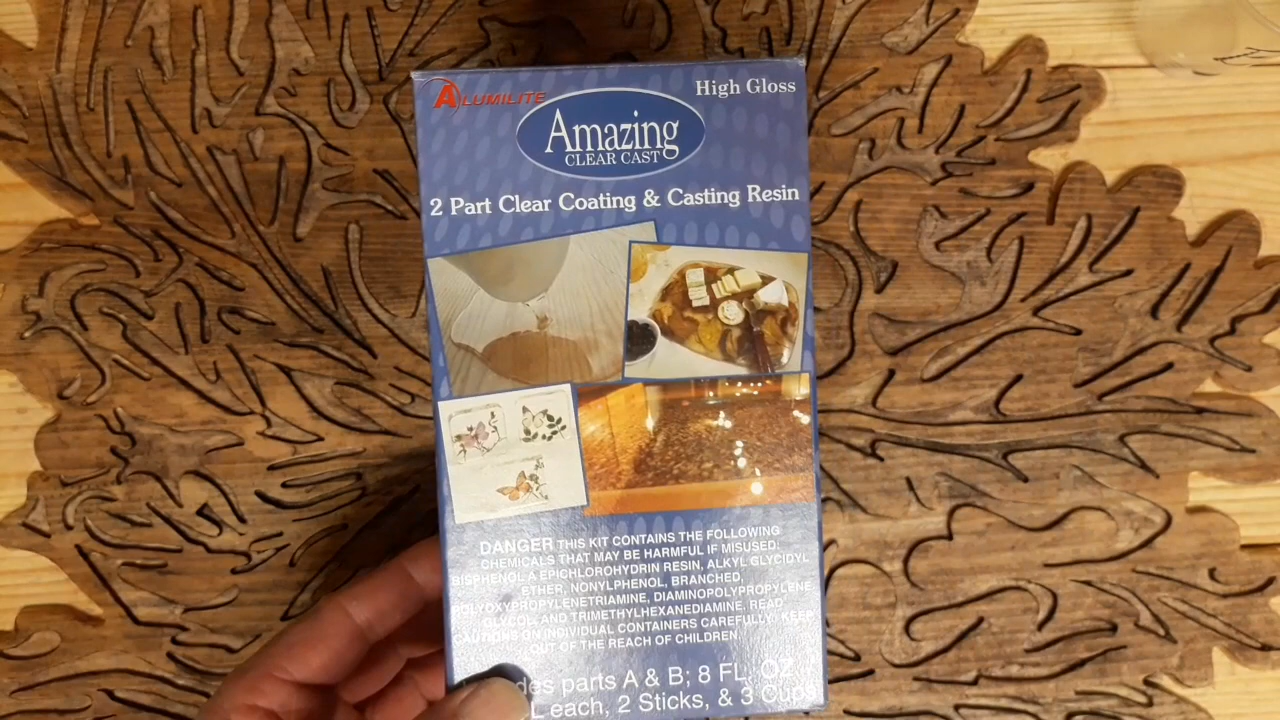 ALUMILITE
High Gloss
Amazing
CLEAR CAST
2 Part Clear Coating & Casting Resin
DANGER THIS KIT CONTAINS THE FOLLOWING
CHEMICALS THAT MAY BE HARMFUL IF MISUSED:
BISPHENOL A EPICHLOROHYDRIN RESIN, ALKYL GLYCIDYL
ETHER, NONYLPHENOL, BRANCHED,
POLYOXYPROPYLENETRIAMINE, DIAMINOPOLYPROPYLENE
GLYCOL AND TRIMETHYLHEXANEDIAMINE. READ
CAUTIONS ON INDIVIDUAL CONTAINERS CAREFULLY. KEEP
OUT OF THE REACH OF CHILDREN.
parts A & B; 8 FL. OZ
each, 2 Sticks, & 3 Cups